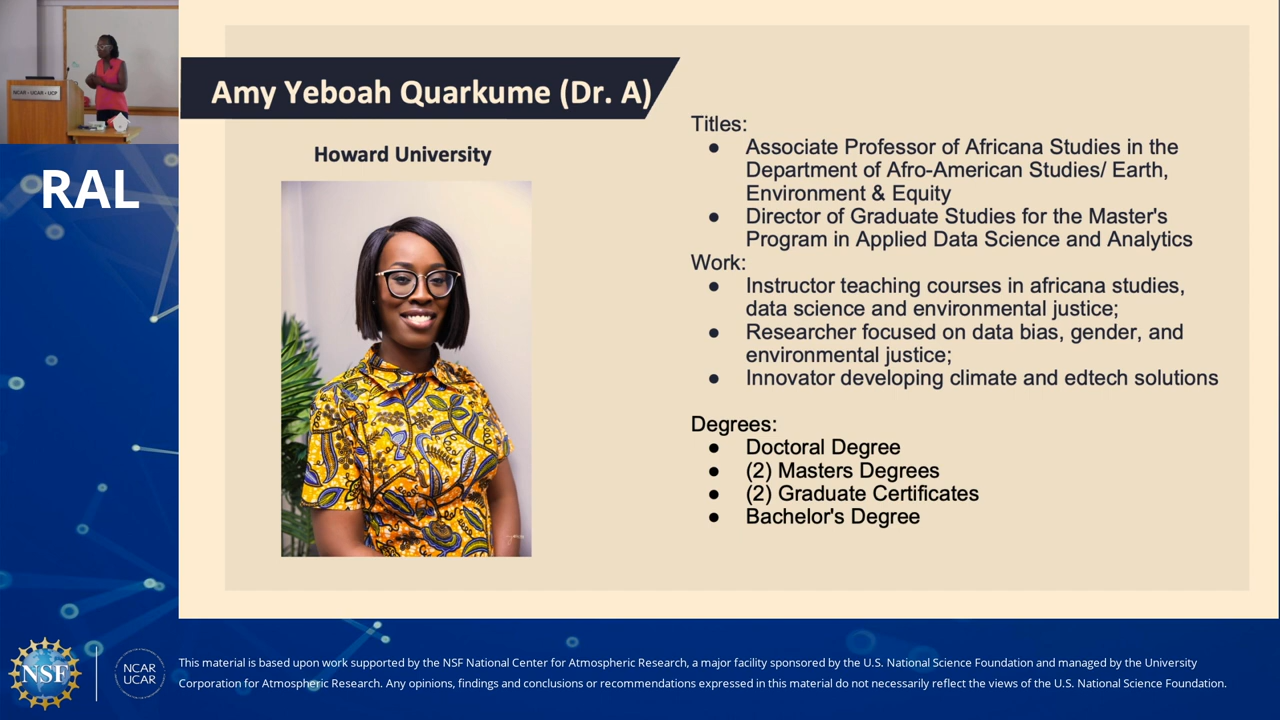 NCAR • UCAR • UCP
RAL
Amy Yeboah Quarkume (Dr. A)
Howard University
Titles:
● Associate Professor of Africana Studies in the
Department of Afro-American Studies/ Earth,
Environment & Equity
● Director of Graduate Studies for the Master's
Program in Applied Data Science and Analytics
Work:
● Instructor teaching courses in africana studies,
data science and environmental justice;
● Researcher focused on data bias, gender, and
environmental justice;
● Innovator developing climate and edtech solutions
Degrees:
● Doctoral Degree
● (2) Masters Degrees
● (2) Graduate Certificates
● Bachelor's Degree
NSF
NCAR
UCAR
This material is based upon work supported by the NSF National Center for Atmospheric Research, a major facility sponsored by the U.S. National Science Foundation and managed by the University
Corporation for Atmospheric Research. Any opinions, findings and conclusions or recommendations expressed in this material do not necessarily reflect the views of the U.S. National Science Foundation.